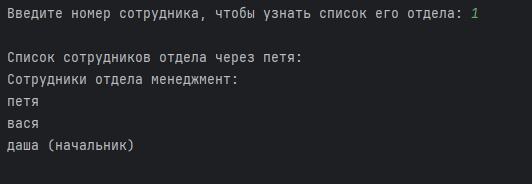 Введите номер сотрудника, чтобы узнать список его отдела: 1
Список сотрудников отдела через петя:
Сотрудники отдела менеджмент:
петя
вася
даша (начальник)